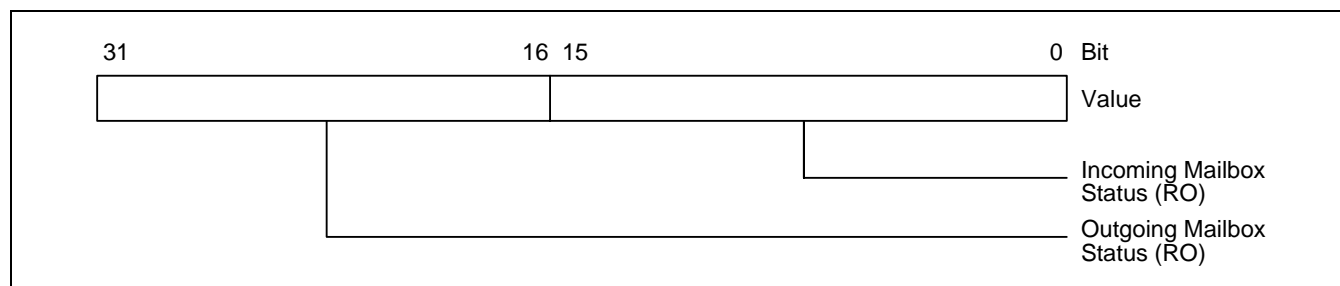 31 16 15 0 Bit
Value
Incoming Mailbox
Status (RO)
Outgoing Mailbox
Status (RO)